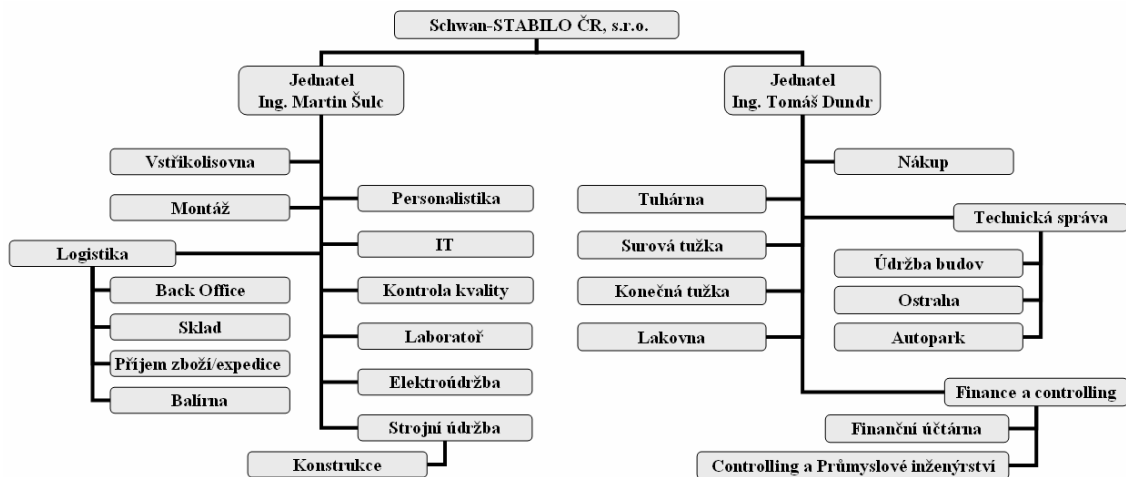 Schwan-STABILO ČR, s.r.o.
Jednatel
Ing. Martin Šulc
Vstřikolisovna
Montáž
Logistika
Back Office
Sklad
Příjem zboží/expedice
Balírna
Personalistika
IT
Kontrola kvality
Laboratoř
Elektroúdržba
Strojní údržba
Konstrukce
Jednatel
Ing. Tomáš Dundr
Tuhárna
Surová tužka
Konečná tužka
Lakovna
Nákup
Technická správa
Údržba budov
Ostraha
Autopark
Finance a controlling
Finanční účtárna
Controlling a Průmyslové inženýrství